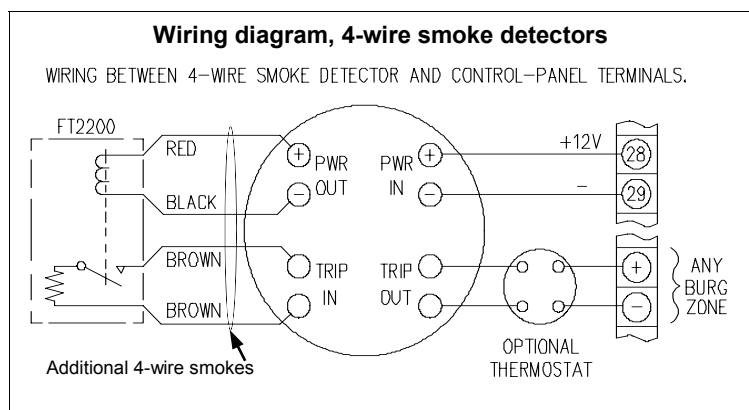 Wiring diagram, 4-wire smoke detectors
WIRING BETWEEN 4-WIRE SMOKE DETECTOR AND CONTROL-PANEL TERMINALS.
FT2200
RED
BLACK
BROWN
BROWN
+ PWR
- OUT
PWR +
IN -
TRIP
IN
TRIP
OUT
+12V
-
28
29
+
-
ANY
BURG
ZONE
OPTIONAL
THERMOSTAT
Additional 4-wire smokes